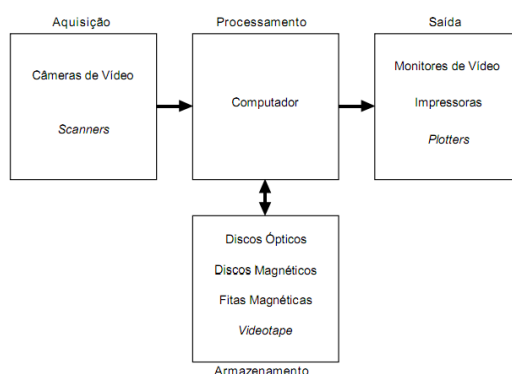 Aquisição
Processamento
Saída
Câmeras de Vídeo
Scanners
Computador
Monitores de Vídeo
Impressoras
Plotters
Discos Ópticos
Discos Magnéticos
Fitas Magnéticas
Videotape
Armazenamento